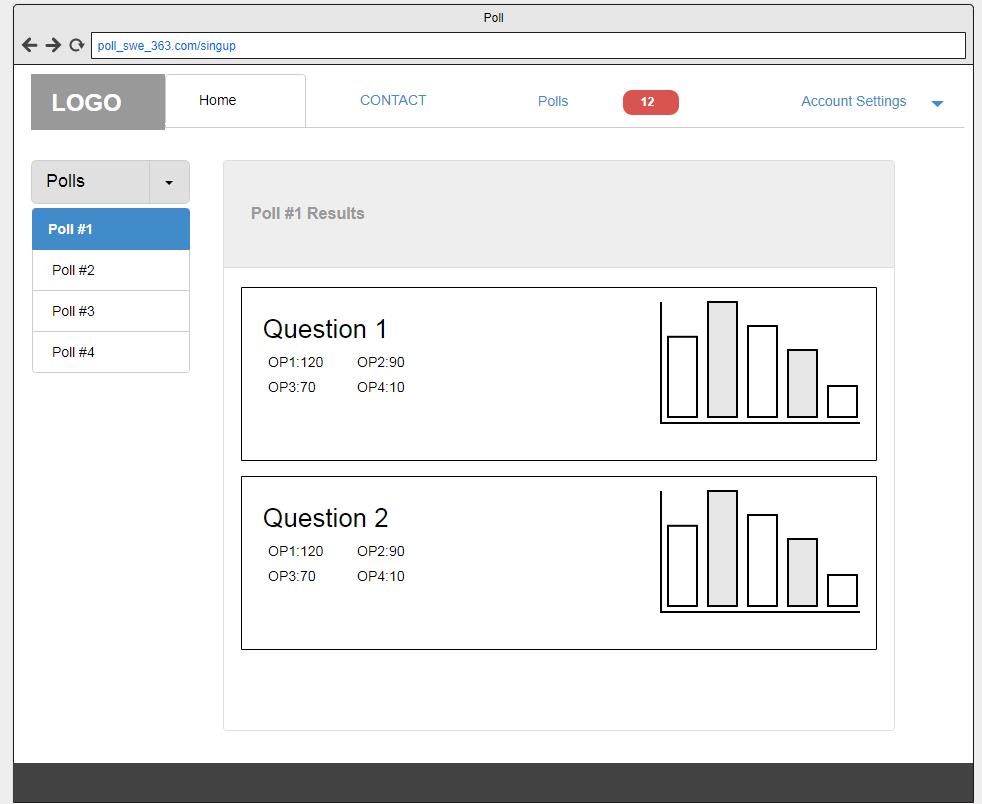 Poll
poll_swe_363.com/singup
LOGO Home CONTACT Polls 12 Account Settings
Polls
Poll #1
Poll #2
Poll #3
Poll #4
Poll #1 Results
Question 1
OP1:120 OP2:90
OP3:70 OP4:10
Question 2
OP1:120 OP2:90
OP3:70 OP4:10